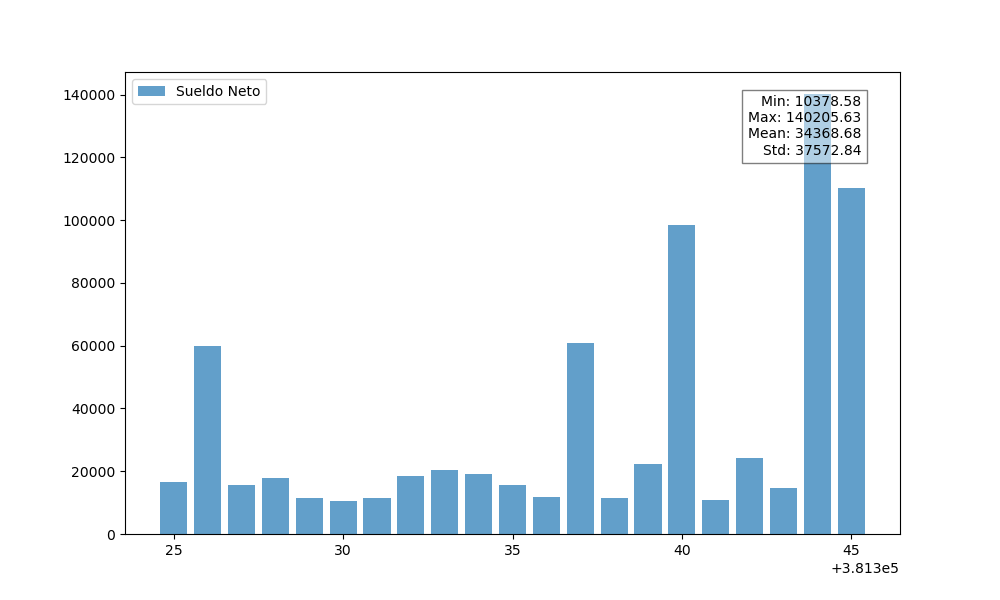 Sueldo Neto
Min: 10378.58
Max: 140205.63
Mean: 34368.68
Std: 37572.84
140000
120000
100000
80000
60000
40000
20000
0
25 30 35 40 45
+3.813e5